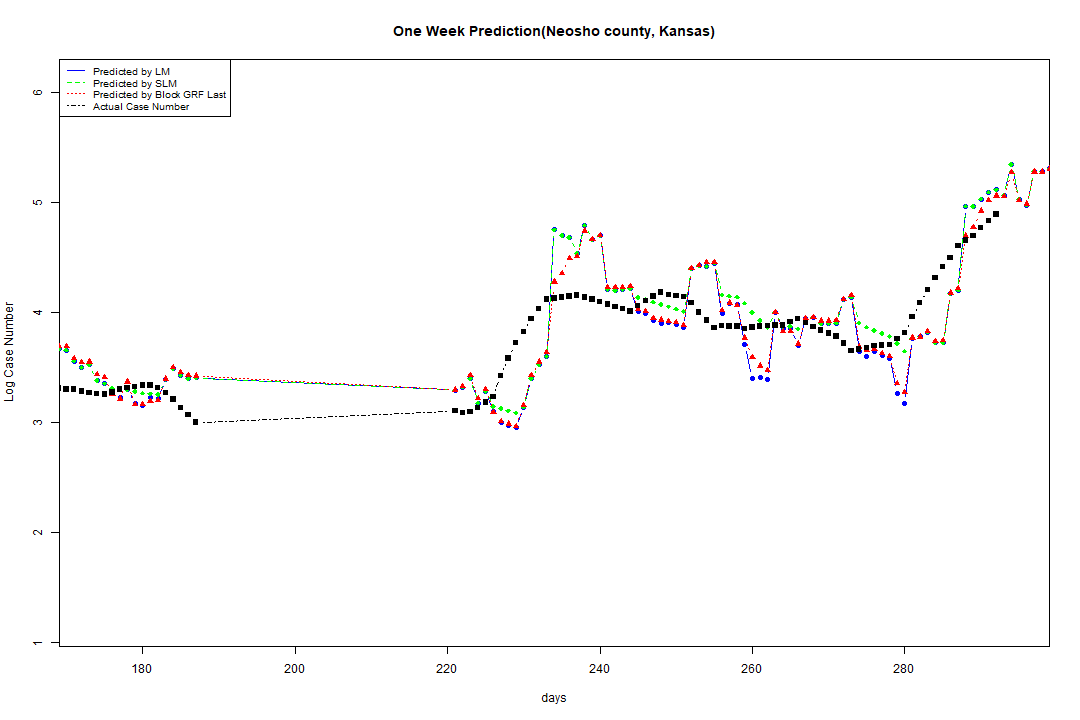 One Week Prediction(Neosho county, Kansas)
Predicted by LM
Predicted by SLM
Predicted by Block GRF Last
Actual Case Number
6
5
4
3
2
1
Log Case Number
180 200 220 240 260 280
days